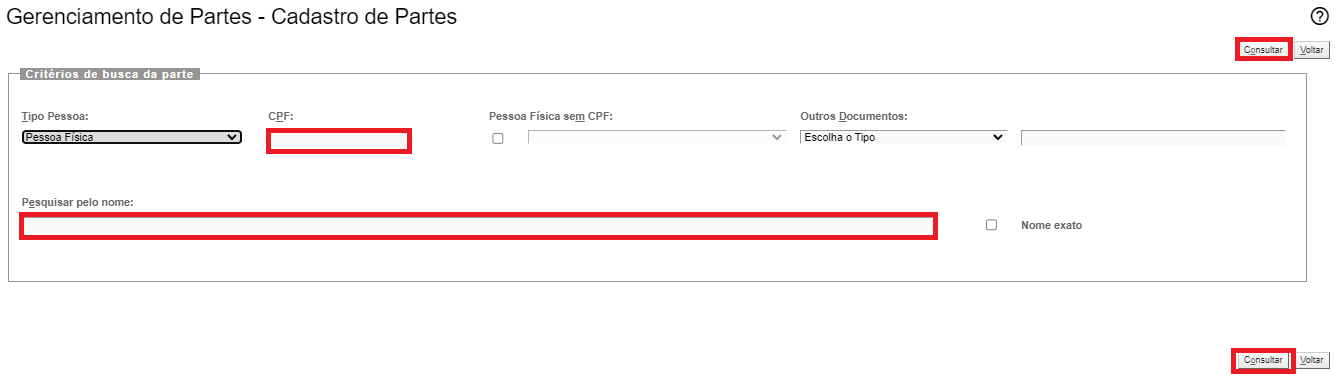 Gerenciamento de Partes - Cadastro de Partes
?
Consultar Voltar
Critérios de busca da parte
Tipo Pessoa: CPF: Pessoa Física sem CPF: Outros Documentos:
Pessoa Física Escolha o Tipo
Pesquisar pelo nome:
Nome exato
Consultar Voltar